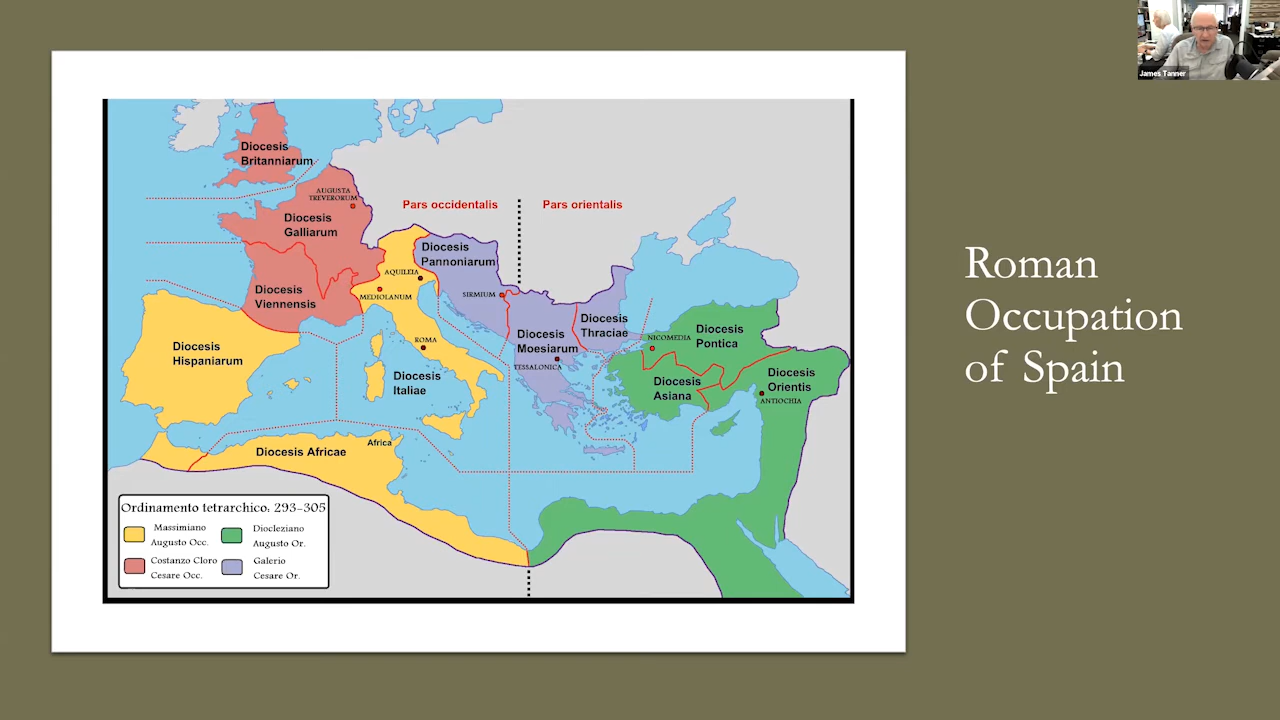 James Tanner
Roman
Occupation
of Spain
Diocesis
Britanniarum
AUGUSTA
TREVERORUM
Pars occidentalis
Pars orientalis
Diocesis
Galliarum
Diocesis
Pannoniarum
AQUILEIA
Diocesis
Viennensis
MEDIOLANUM
SIRMIUM
Diocesis
Hispaniarum
ROMA
Diocesis
Italiae
Diocesis
Moesiarum
TESSALONICA
Diocesis
Thraciae
NICOMEDIA
Diocesis
Pontica
Diocesis
Asiana
Diocesis
Orientis
ANTIOCHIA
Africa
Diocesis Africae
Ordinamento tetrarchico: 293-305
Massimiano
Augusto Occ.
Diocleziano
Augusto Or.
Costanzo Cloro
Cesare Occ.
Galerio
Cesare Or.